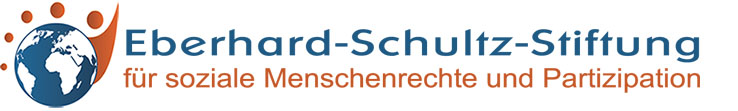 Eberhard-Schultz-Stiftung
für soziale Menschenrechte und Partizipation